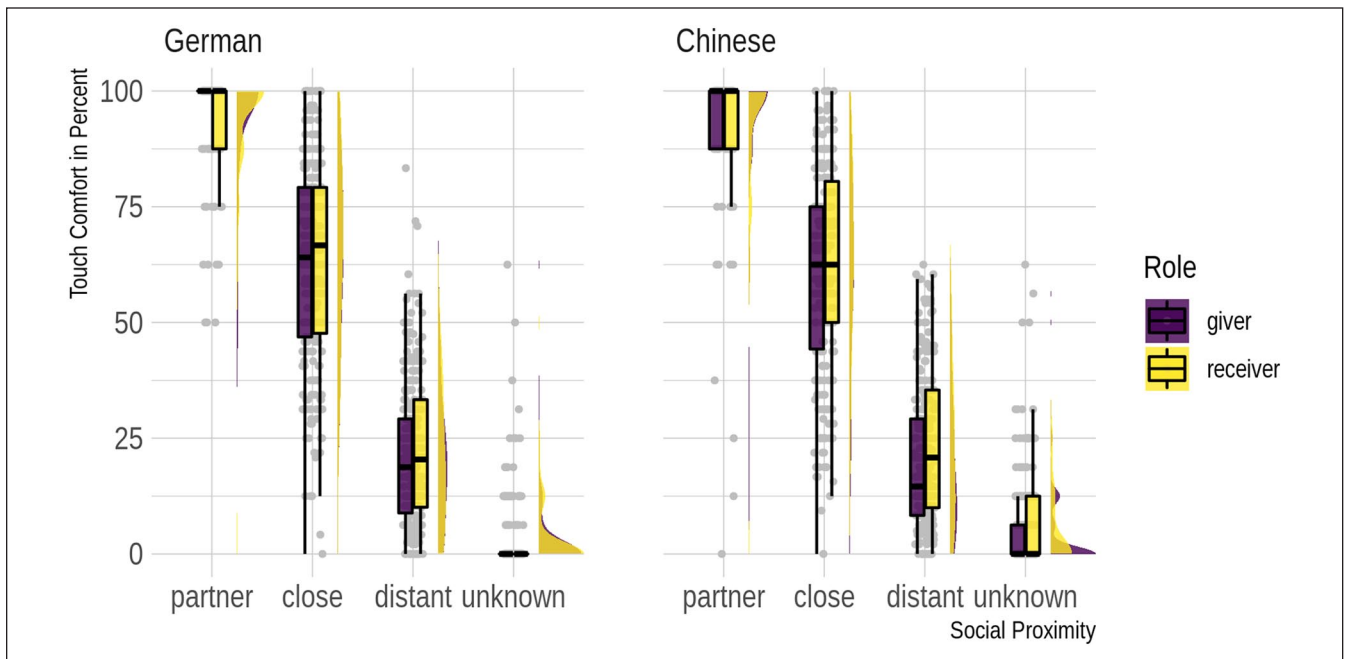 German
Chinese
Touch Comfort in Percent
100
75
50
25
0
partner close distant unknown
partner close distant unknown
Social Proximity
Role
giver
receiver